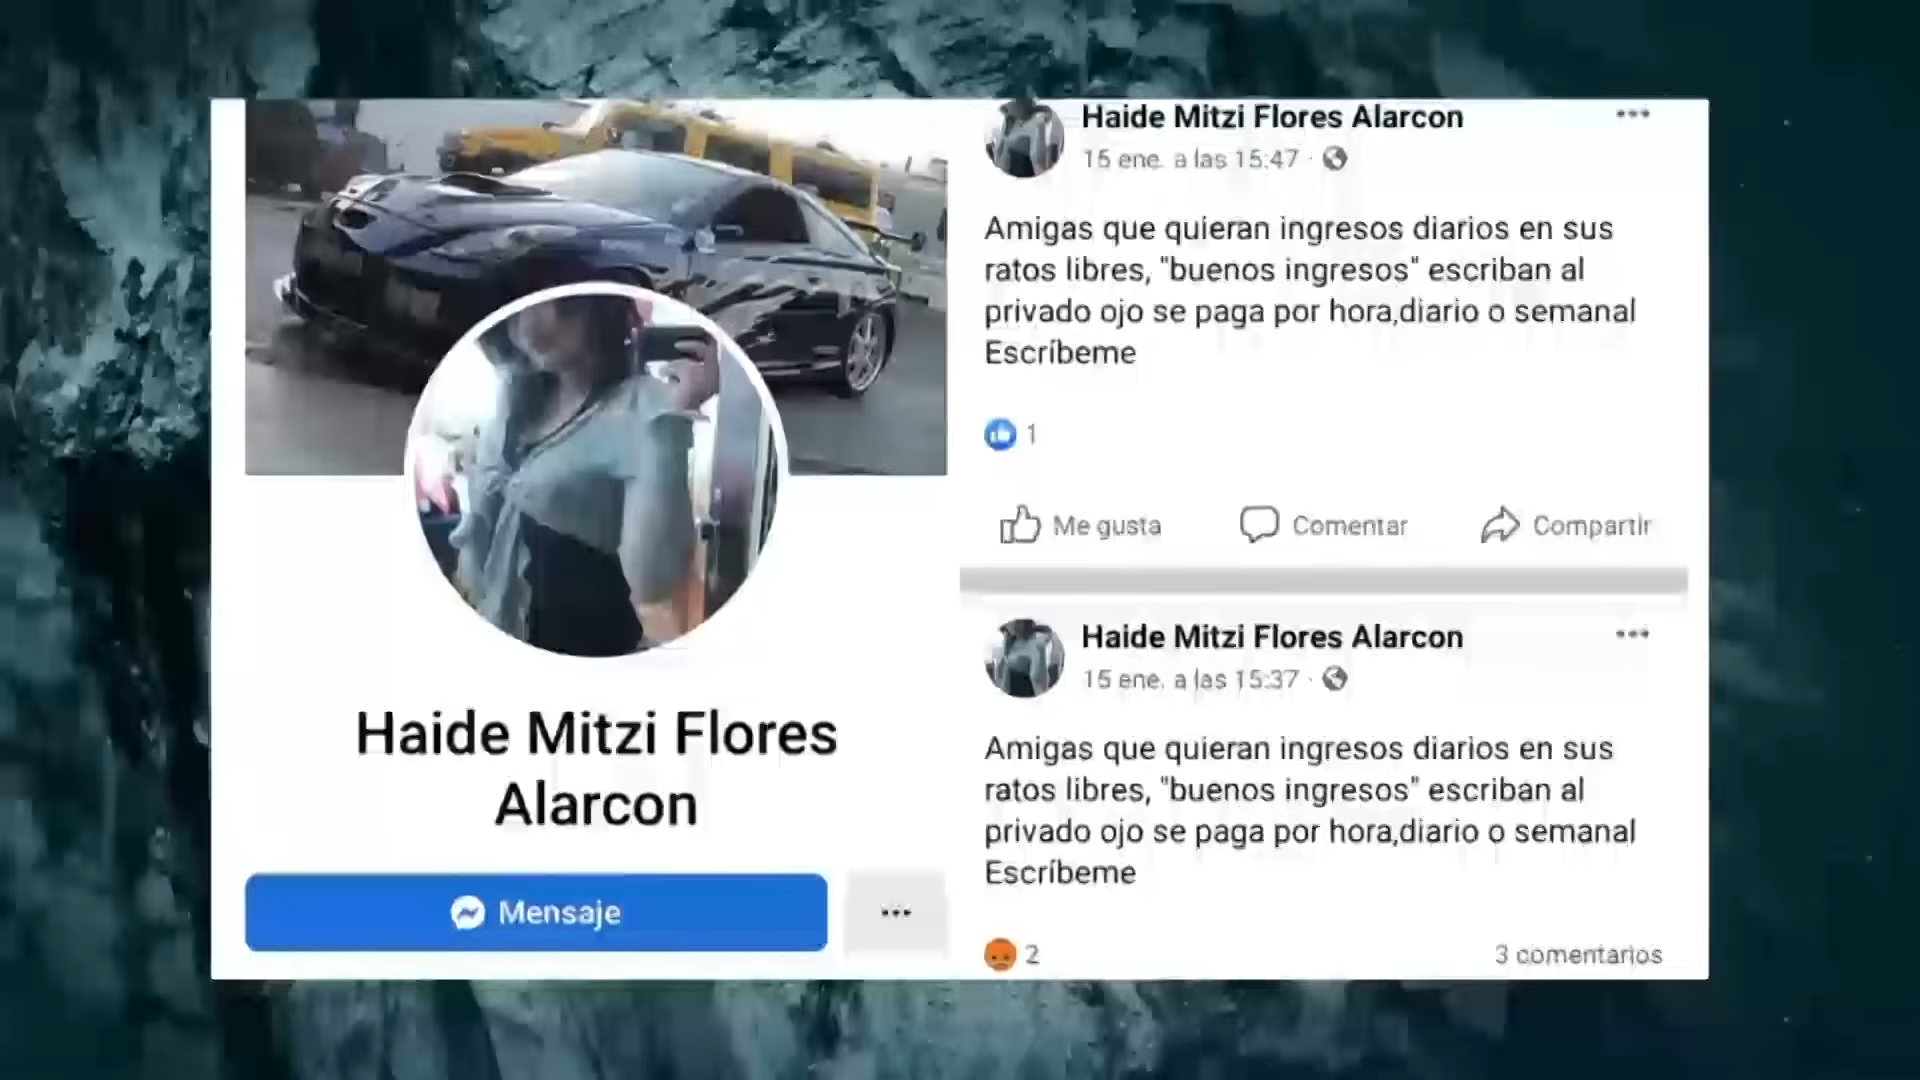 Haide Mitzi Flores
Alarcon
Mensaje
Haide Mitzi Flores Alarcon
15 ene. a las 15:47 ·
Amigas que quieran ingresos diarios en sus
ratos libres, "buenos ingresos" escriban al
privado ojo se paga por hora,diario o semanal
Escríbeme
1
Me gusta
Comentar
Compartir
Haide Mitzi Flores Alarcon
15 ene. a las 15:37 ·
Amigas que quieran ingresos diarios en sus
ratos libres, "buenos ingresos" escriban al
privado ojo se paga por hora,diario o semanal
Escríbeme
2
3 comentarios